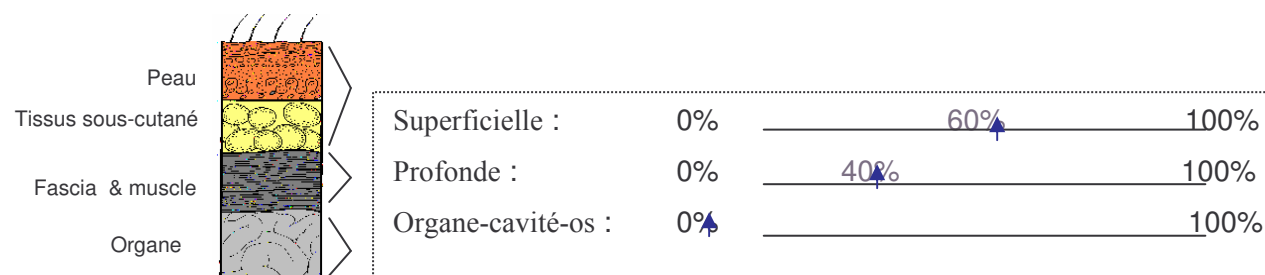 Peau
Tissus sous-cutané
Fascia & muscle
Organe
Superficielle : 0% 60% 100%
Profonde : 0% 40% 100%
Organe-cavité-os : 0% 100%